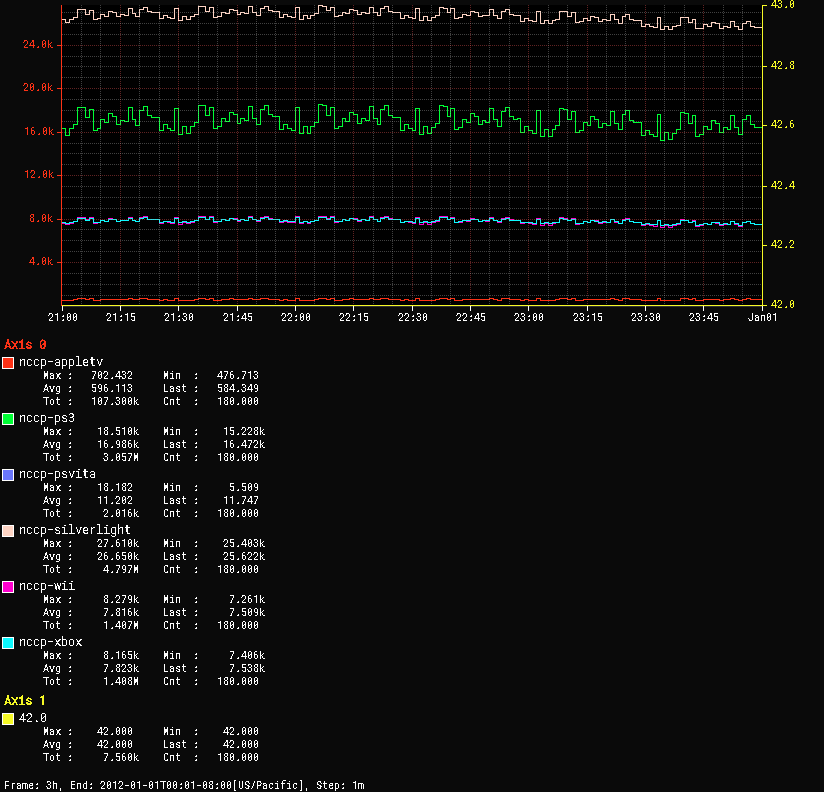 43.0
24.0k
42.8
20.0k
16.0k
42.6
12.0k
42.4
8.0k
42.2
4.0k
42.0
21:00 21:15 21:30 21:45 22:00 22:15 22:30 22:45 23:00 23:15 23:30 23:45 Jan01
Axis 0
nccp-appletv
Max : 702.432 Min : 476.713
Avg : 596.113 Last : 584.349
Tot : 107.300k Cnt : 180.000
nccp-ps3
Max : 18.510k Min : 15.228k
Avg : 16.986k Last : 16.472k
Tot : 3.057M Cnt : 180.000
nccp-psvita
Max : 18.182 Min : 5.509
Avg : 11.202 Last : 11.747
Tot : 2.016k Cnt : 180.000
nccp-silverlight
Max : 27.610k Min : 25.403k
Avg : 26.650k Last : 25.622k
Tot : 4.797M Cnt : 180.000
nccp-wii
Max : 8.279k Min : 7.261k
Avg : 7.816k Last : 7.509k
Tot : 1.407M Cnt : 180.000
nccp-xbox
Max : 8.165k Min : 7.406k
Avg : 7.823k Last : 7.538k
Tot : 1.408M Cnt : 180.000
Axis 1
42.0
Max : 42.000 Min : 42.000
Avg : 42.000 Last : 42.000
Tot : 7.560k Cnt : 180.000
Frame: 3h, End: 2012-01-01T00:01-08:00[US/Pacific], Step: 1m